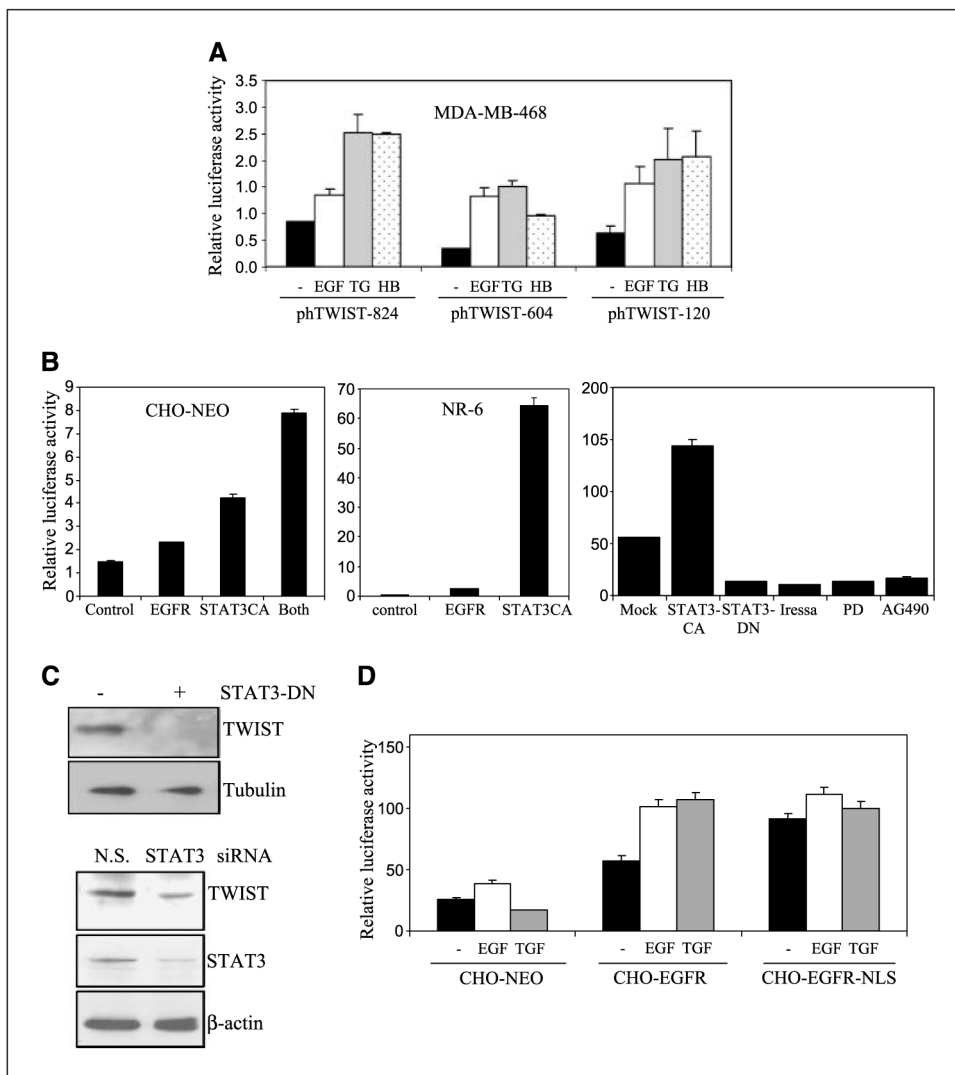 A
Relative luciferase activity
3.5
3.0
2.5
2.0
1.0
1.0
0.5
0.0
MDA-MB-468
- EGF TG HB - EGF TG HB - EGF TG HB
phTWIST-824 phTWIST-604 phTWIST-120
B
Relative luciferase activity
9
8
7
6
5
4
3
2
1
0
CHO-NEO
Control EGFR STAT3CA Both
70
60
50
40
30
20
10
0
NR-6
control EGFR STAT3CA
200
105
100
50
0
Mock STAT3-CA STAT3-DN Iressa PD AG490
C
- + STAT3-DN
TWIST
Tubulin
N.S. STAT3 siRNA
TWIST
STAT3
β-actin
D
Relative luciferase activity
150
100
50
0
- EGF TGF - EGF TGF - EGF TGF
CHO-NEO CHO-EGFR CHO-EGFR-NLS